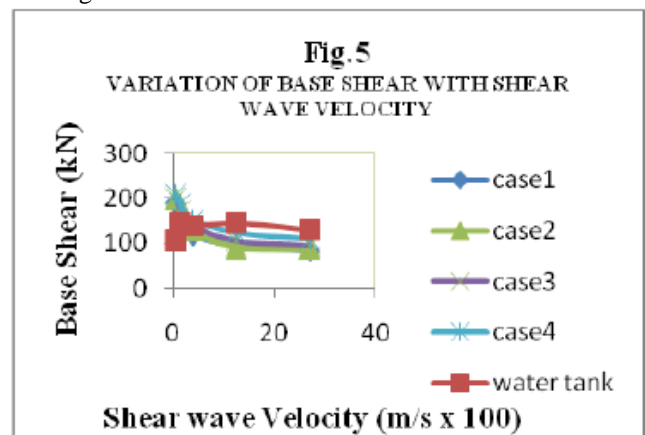 Fig.5
VARIATION OF BASE SHEAR WITH SHEAR
WAVE VELOCITY
Base Shear (kN)
300
200
100
0
0 20 40
case1
case2
case3
case4
water tank
Shear wave Velocity (m/s x 100)